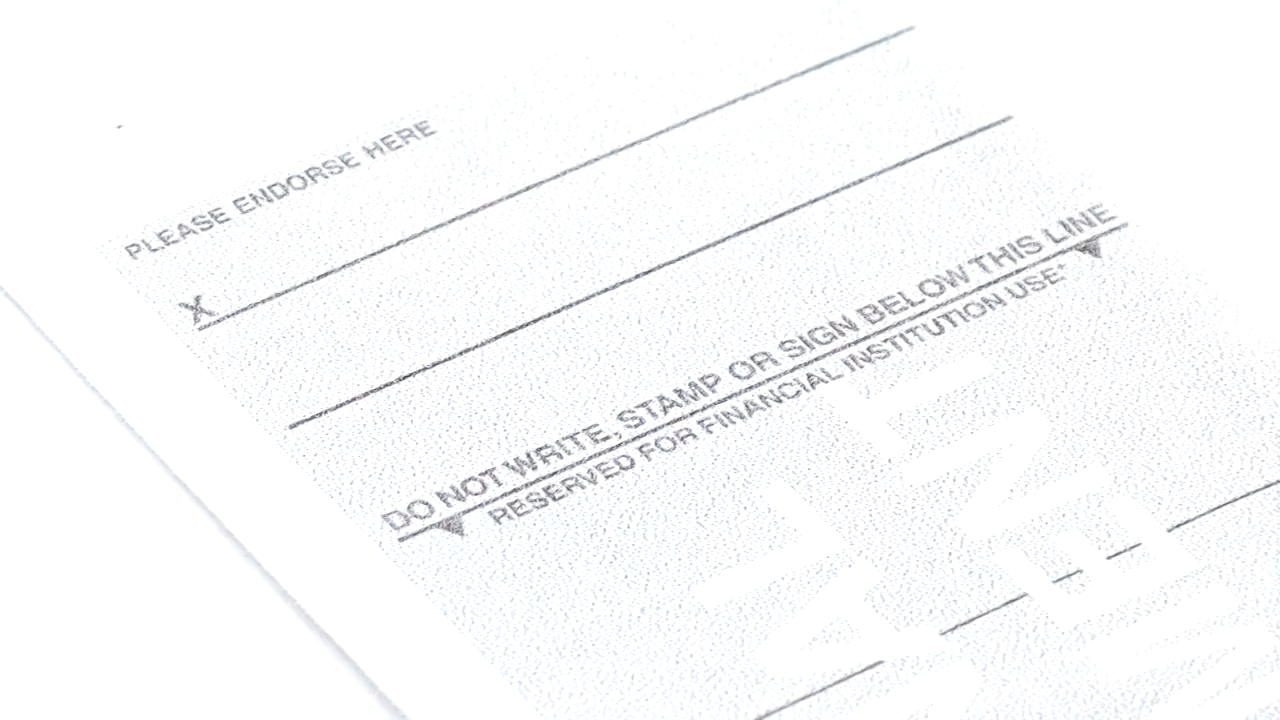 PLEASE ENDORSE HERE
X
DO NOT WRITE, STAMP OR SIGN BELOW THIS LINE
RESERVED FOR FINANCIAL INSTITUTION USE*